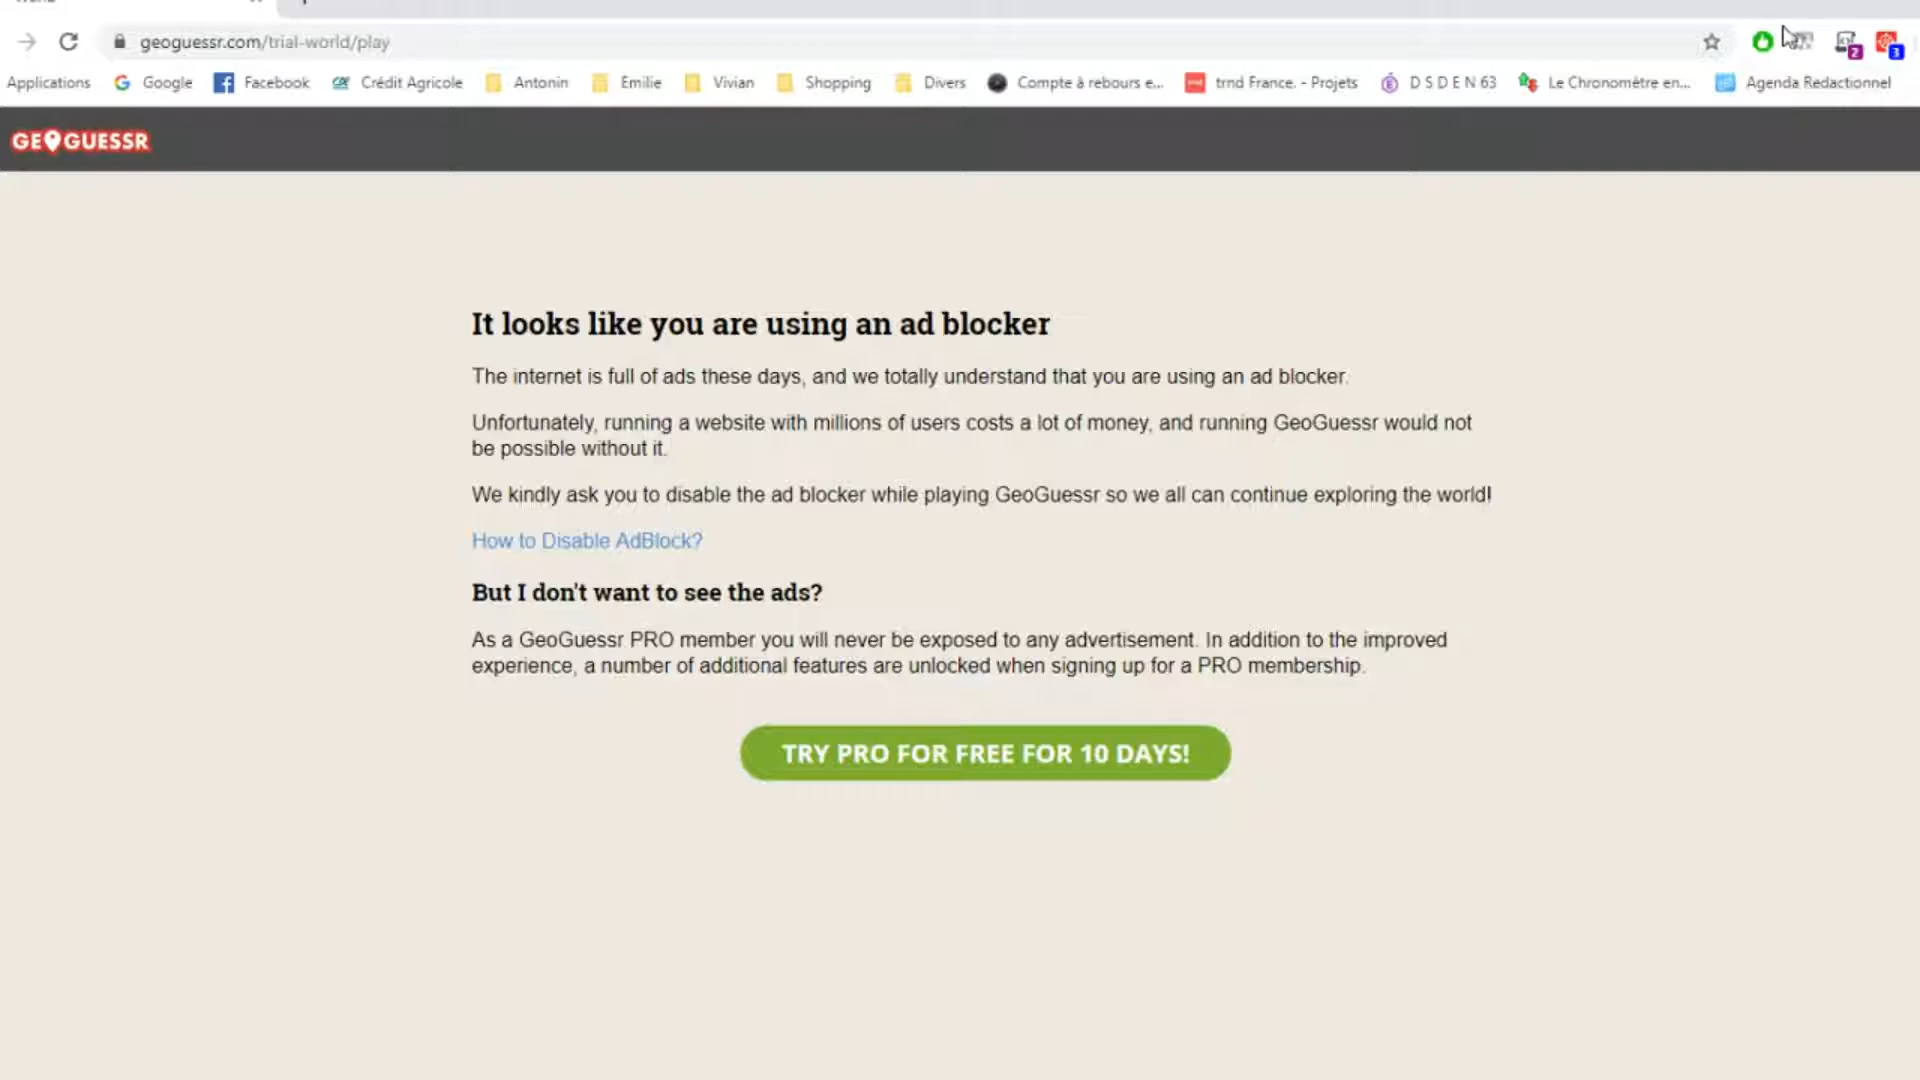 geoguessr.com/trial-world/play
Applications Google Facebook Crédit Agricole Antonin Emilie Vivian Shopping Divers Compte à rebours e... trnd France. - Projets D S D E N 63 Le Chronomètre en... Agenda Redactionnel
2 3
GEOGUESSR
It looks like you are using an ad blocker
The internet is full of ads these days, and we totally understand that you are using an ad blocker.
Unfortunately, running a website with millions of users costs a lot of money, and running GeoGuessr would not
be possible without it.
We kindly ask you to disable the ad blocker while playing GeoGuessr so we all can continue exploring the world!
How to Disable AdBlock?
But I don't want to see the ads?
As a GeoGuessr PRO member you will never be exposed to any advertisement. In addition to the improved
experience, a number of additional features are unlocked when signing up for a PRO membership.
TRY PRO FOR FREE FOR 10 DAYS!